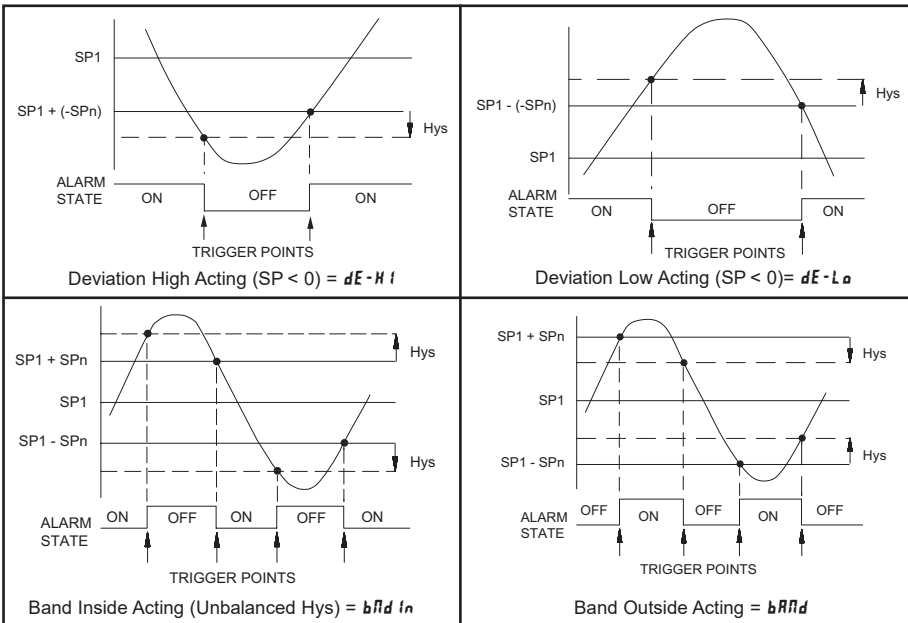 SP1
SP1 + (-SPn)
Hys
ALARM
STATE
ON
OFF
ON
TRIGGER POINTS
Deviation High Acting (SP < 0) = dE-HI
SP1 - (-SPn)
Hys
SP1
ALARM
STATE
ON
OFF
ON
TRIGGER POINTS
Deviation Low Acting (SP < 0)= dE-Lo
SP1 + SPn
Hys
SP1
SP1 - SPn
Hys
ALARM
STATE
ON
OFF
ON
OFF
ON
TRIGGER POINTS
Band Inside Acting (Unbalanced Hys) = bNdIn
SP1 + SPn
Hys
SP1
Hys
SP1 - SPn
ALARM
STATE
OFF
ON
OFF
ON
OFF
TRIGGER POINTS
Band Outside Acting = bANd